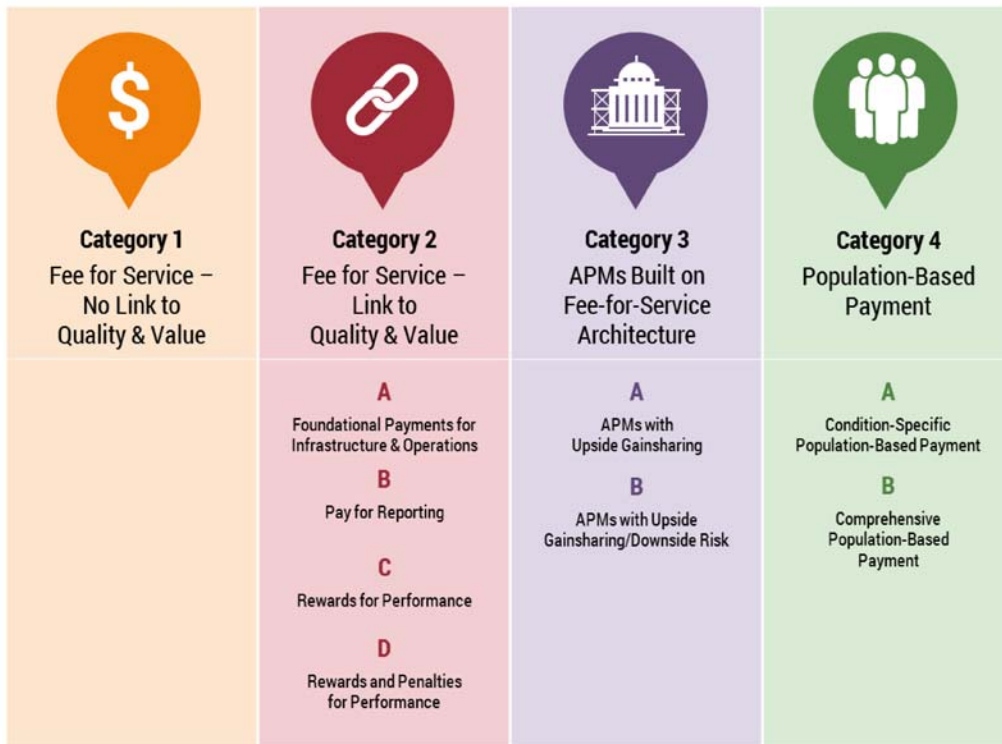 $
Category 1
Fee for Service –
No Link to
Quality & Value
Category 2
Fee for Service –
Link to
Quality & Value
A
Foundational Payments for
Infrastructure & Operations
B
Pay for Reporting
C
Rewards for Performance
D
Rewards and Penalties
for Performance
Category 3
APMs Built on
Fee-for-Service
Architecture
A
APMs with
Upside Gainsharing
B
APMs with Upside
Gainsharing/Downside Risk
Category 4
Population-Based
Payment
A
Condition-Specific
Population-Based Payment
B
Comprehensive
Population-Based
Payment